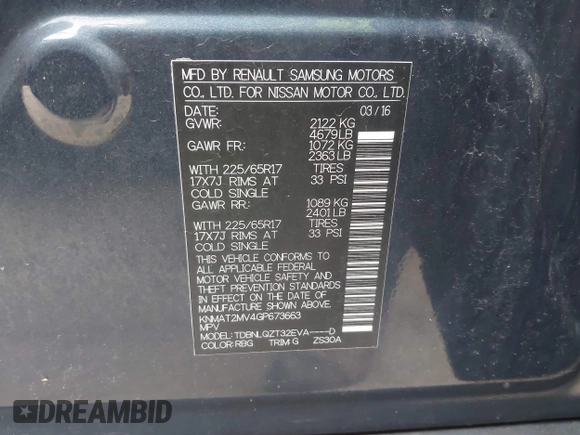 MFD BY RENAULT SAMSUNG MOTORS
CO., LTD. FOR NISSAN MOTOR CO., LTD.
DATE: 03/16
GVWR: 2122 KG
4679 LB
GAWR FR: 1072 KG
2363 LB
WITH 225/65R17 TIRES
17X7J RIMS AT 33 PSI
COLD SINGLE
GAWR RR: 1089 KG
2401 LB
WITH 225/65R17 TIRES
17X7J RIMS AT 33 PSI
COLD SINGLE
THIS VEHICLE CONFORMS TO
ALL APPLICABLE FEDERAL
MOTOR VEHICLE SAFETY AND
THEFT PREVENTION STANDARDS
IN EFFECT ON THE DATE OF
MANUFACTURE SHOWN ABOVE.
KNMAT2MV4GP673663
MPV
MODEL: TDBNLQZT32EVA----D
COLOR: RBG TRIM: G ZS30A
DREAMBID